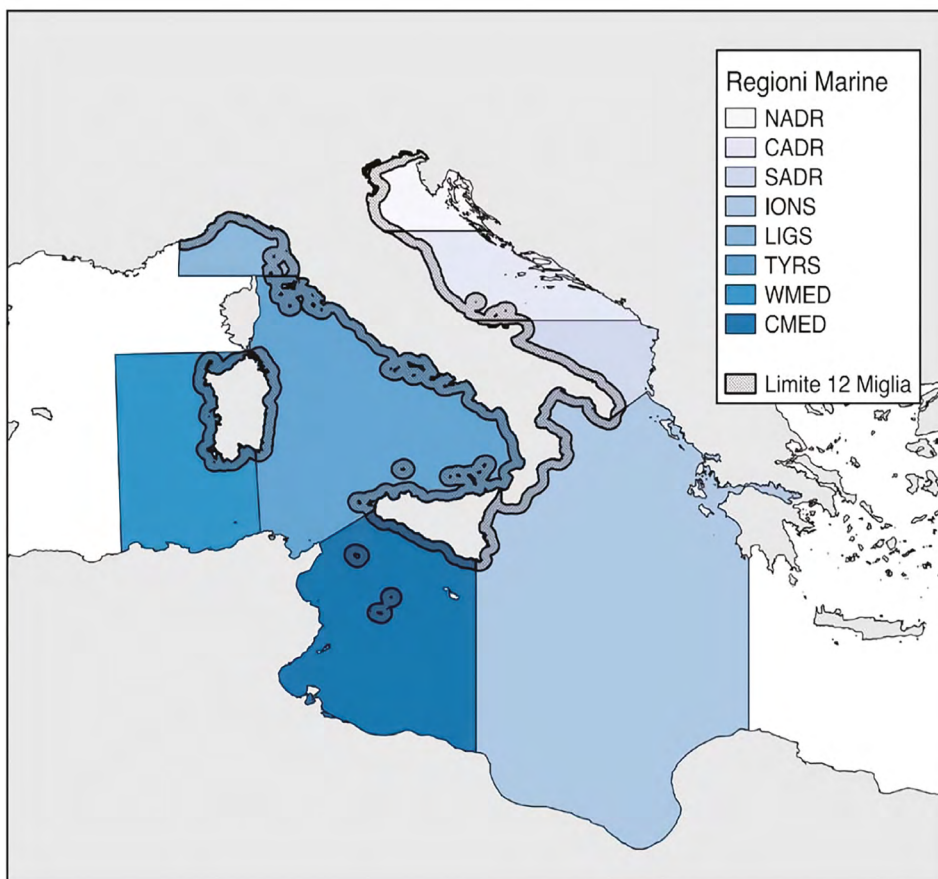 Regioni Marine
NADR
CADR
SADR
IONS
LIGS
TYRS
WMED
CMED
Limite 12 Miglia